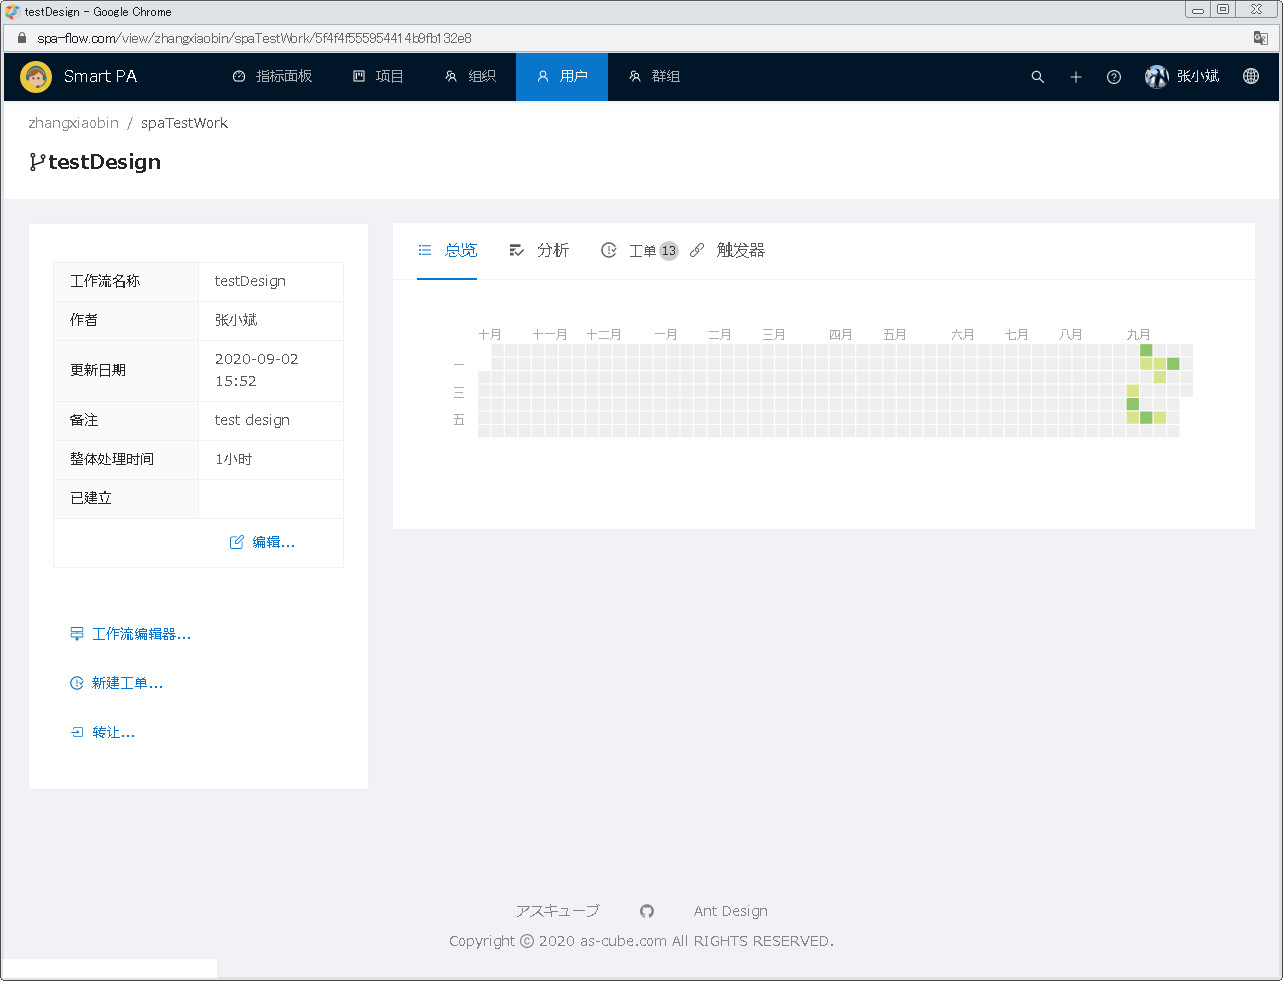 testDesign - Google Chrome
spa-flow.com/view/zhangxiaobin/spaTestWork/5f4f4f555954414b9fb132e8
Smart PA 指标面板 项目 组织 用户 群组 张小斌
zhangxiaobin / spaTestWork
testDesign
总览 分析 工单 13 触发器
工作流名称 testDesign
作者 张小斌
更新日期 2020-09-02
15:52
备注 test design
整体处理时间 1小时
已建立
编辑...
工作流编辑器...
新建工单...
转让...
十月 十一月 十二月 一月 二月 三月 四月 五月 六月 七月 八月 九月
一
三
五
アスキューブ Ant Design
Copyright © 2020 as-cube.com All RIGHTS RESERVED.